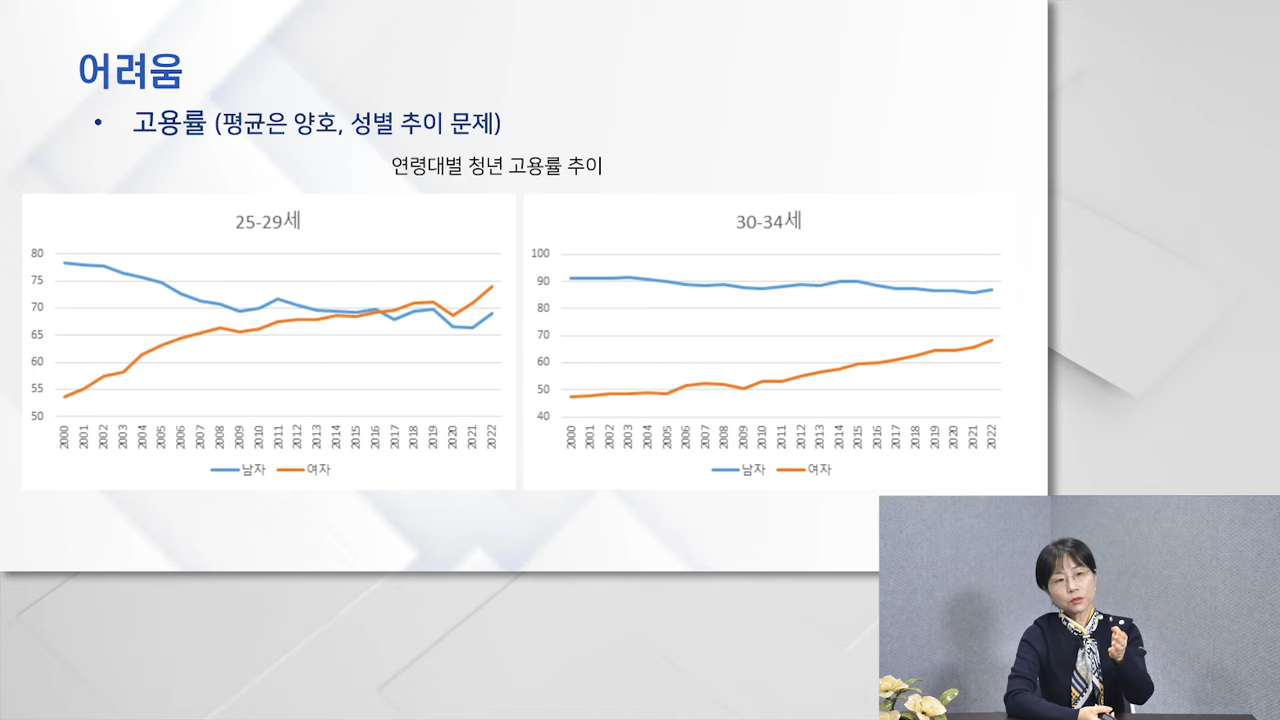 어려움
• 고용률 (평균은 양호, 성별 추이 문제)
연령대별 청년 고용률 추이
25-29세
80
75
70
65
60
55
50
2000 2001 2002 2003 2004 2005 2006 2007 2008 2009 2010 2011 2012 2013 2014 2015 2016 2017 2018 2019 2020 2021 2022
남자 여자
30-34세
100
90
80
70
60
50
40
2000 2001 2002 2003 2004 2005 2006 2007 2008 2009 2010 2011 2012 2013 2014 2015 2016 2017 2018 2019 2020 2021 2022
남자 여자